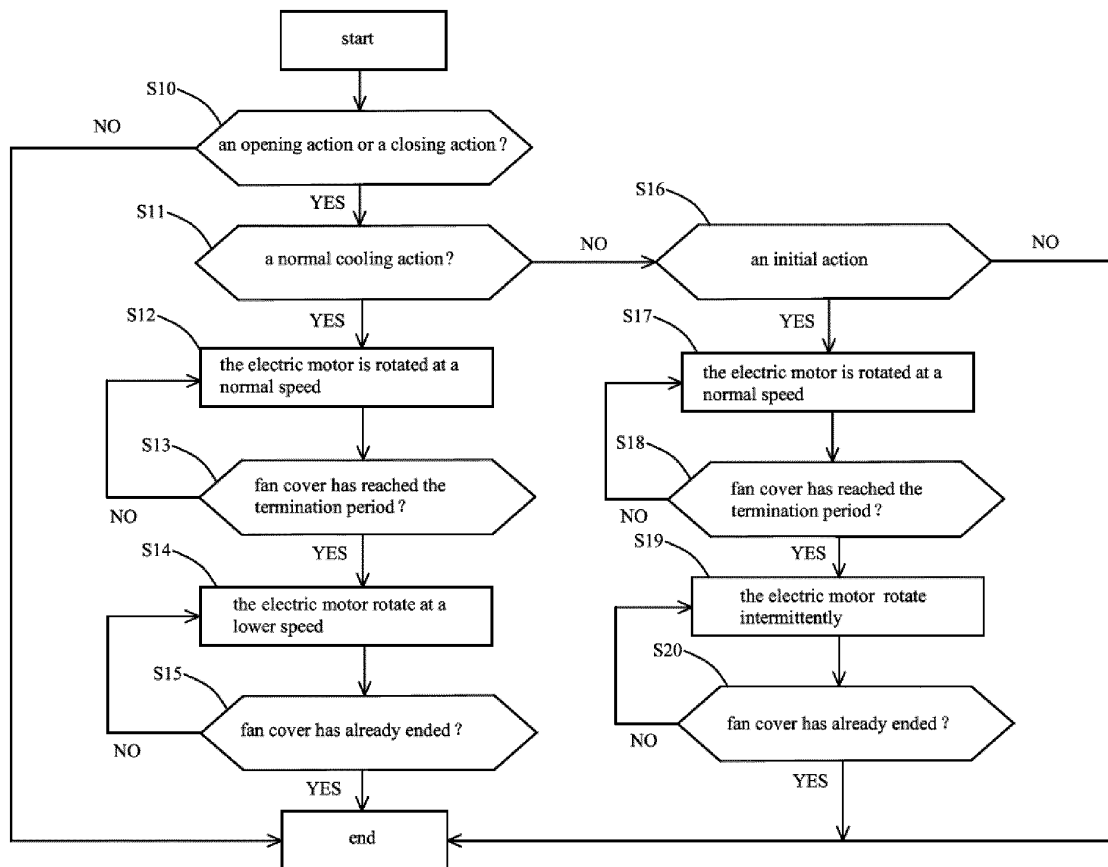 start
S10
NO
an opening action or a closing action ?
YES
S16
S11
a normal cooling action?
NO
an initial action
NO
YES
YES
S12
the electric motor is rotated at a
normal speed
S17
the electric motor is rotated at a
normal speed
S13
fan cover has reached the
termination period ?
NO
S18
fan cover has reached the
termination period ?
NO
YES
YES
S14
the electric motor rotate at a
lower speed
S19
the electric motor rotate
intermittently
S15
fan cover has already ended ?
NO
S20
fan cover has already ended ?
NO
YES
YES
end